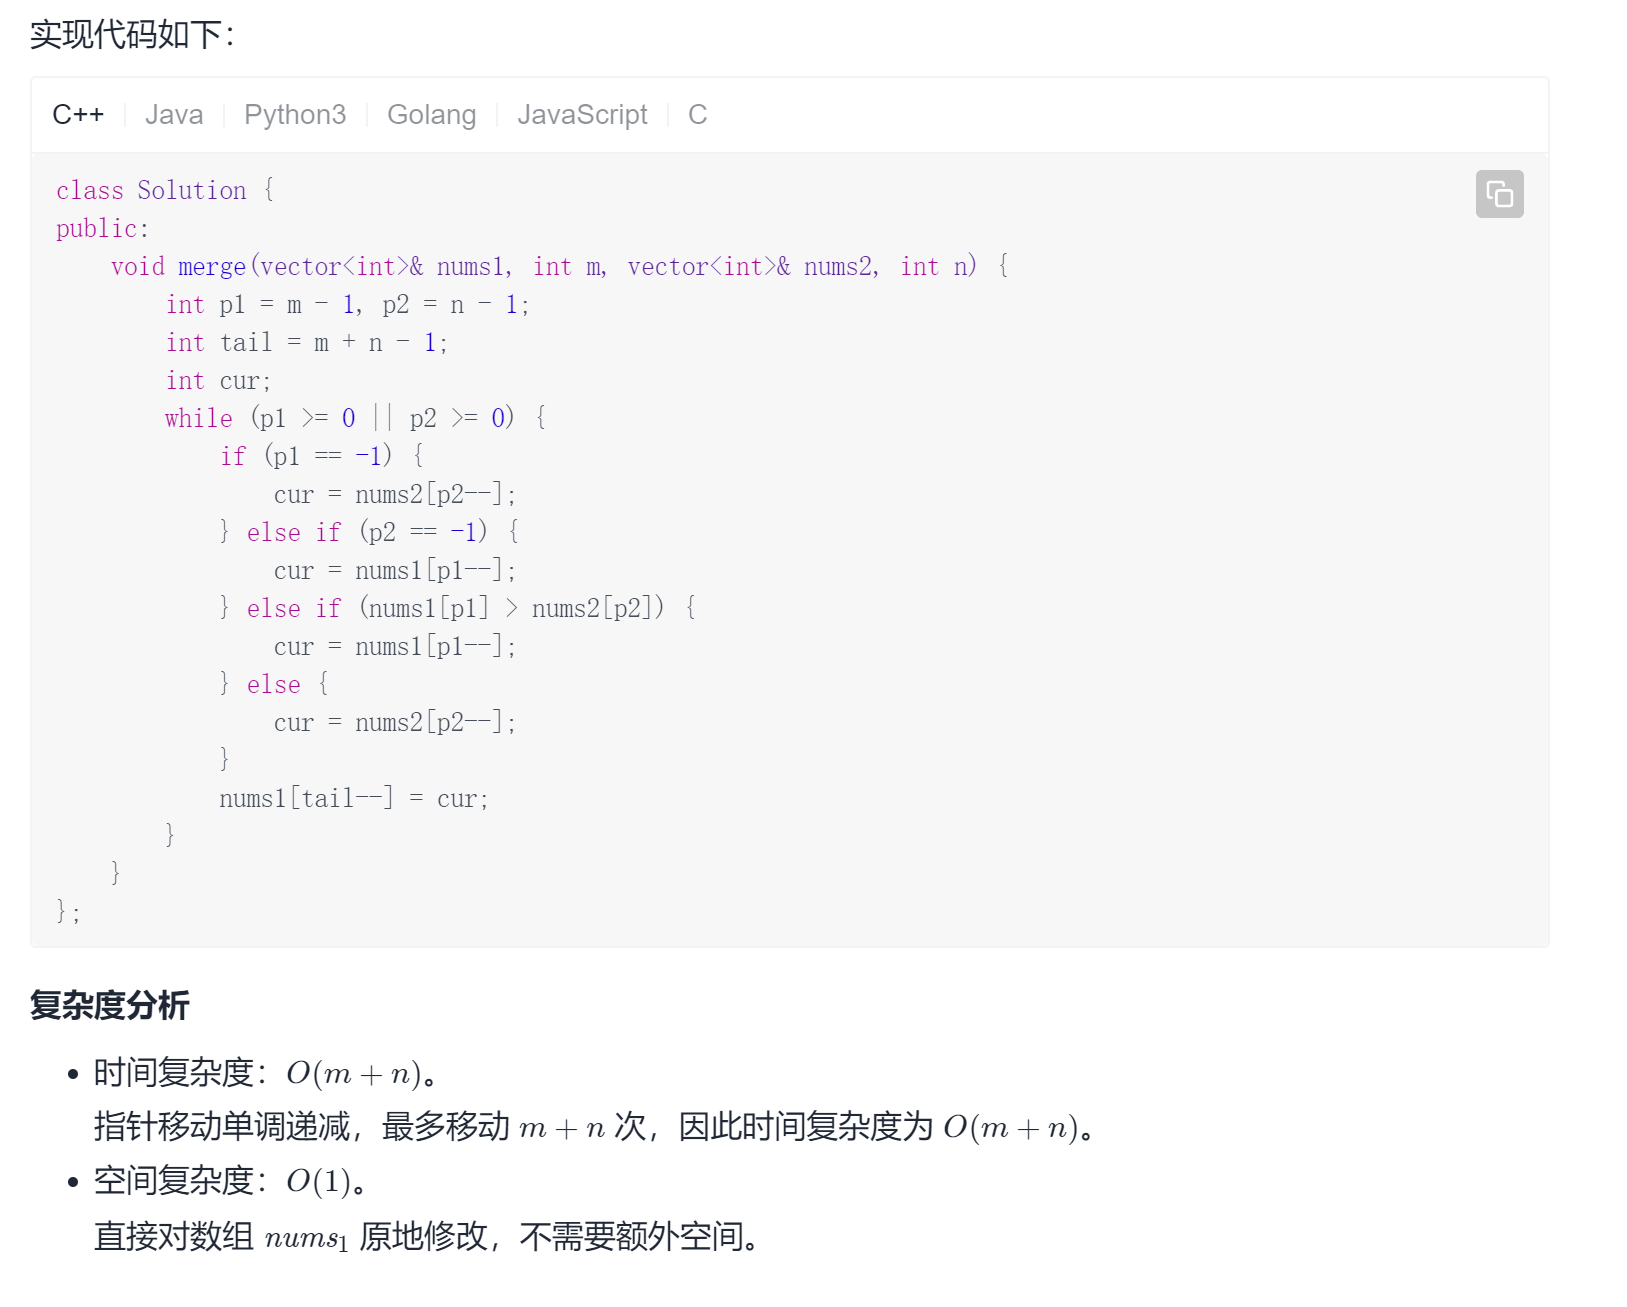 实现代码如下：
C++ Java Python3 Golang JavaScript C
class Solution {
public:
    void merge(vector<int>& nums1, int m, vector<int>& nums2, int n) {
        int p1 = m - 1, p2 = n - 1;
        int tail = m + n - 1;
        int cur;
        while (p1 >= 0 || p2 >= 0) {
            if (p1 == -1) {
                cur = nums2[p2--];
            } else if (p2 == -1) {
                cur = nums1[p1--];
            } else if (nums1[p1] > nums2[p2]) {
                cur = nums1[p1--];
            } else {
                cur = nums2[p2--];
            }
            nums1[tail--] = cur;
        }
    }
};
复杂度分析
• 时间复杂度：O(m + n)。
指针移动单调递减，最多移动 m + n 次，因此时间复杂度为 O(m + n)。
• 空间复杂度：O(1)。
直接对数组 nums₁ 原地修改，不需要额外空间。